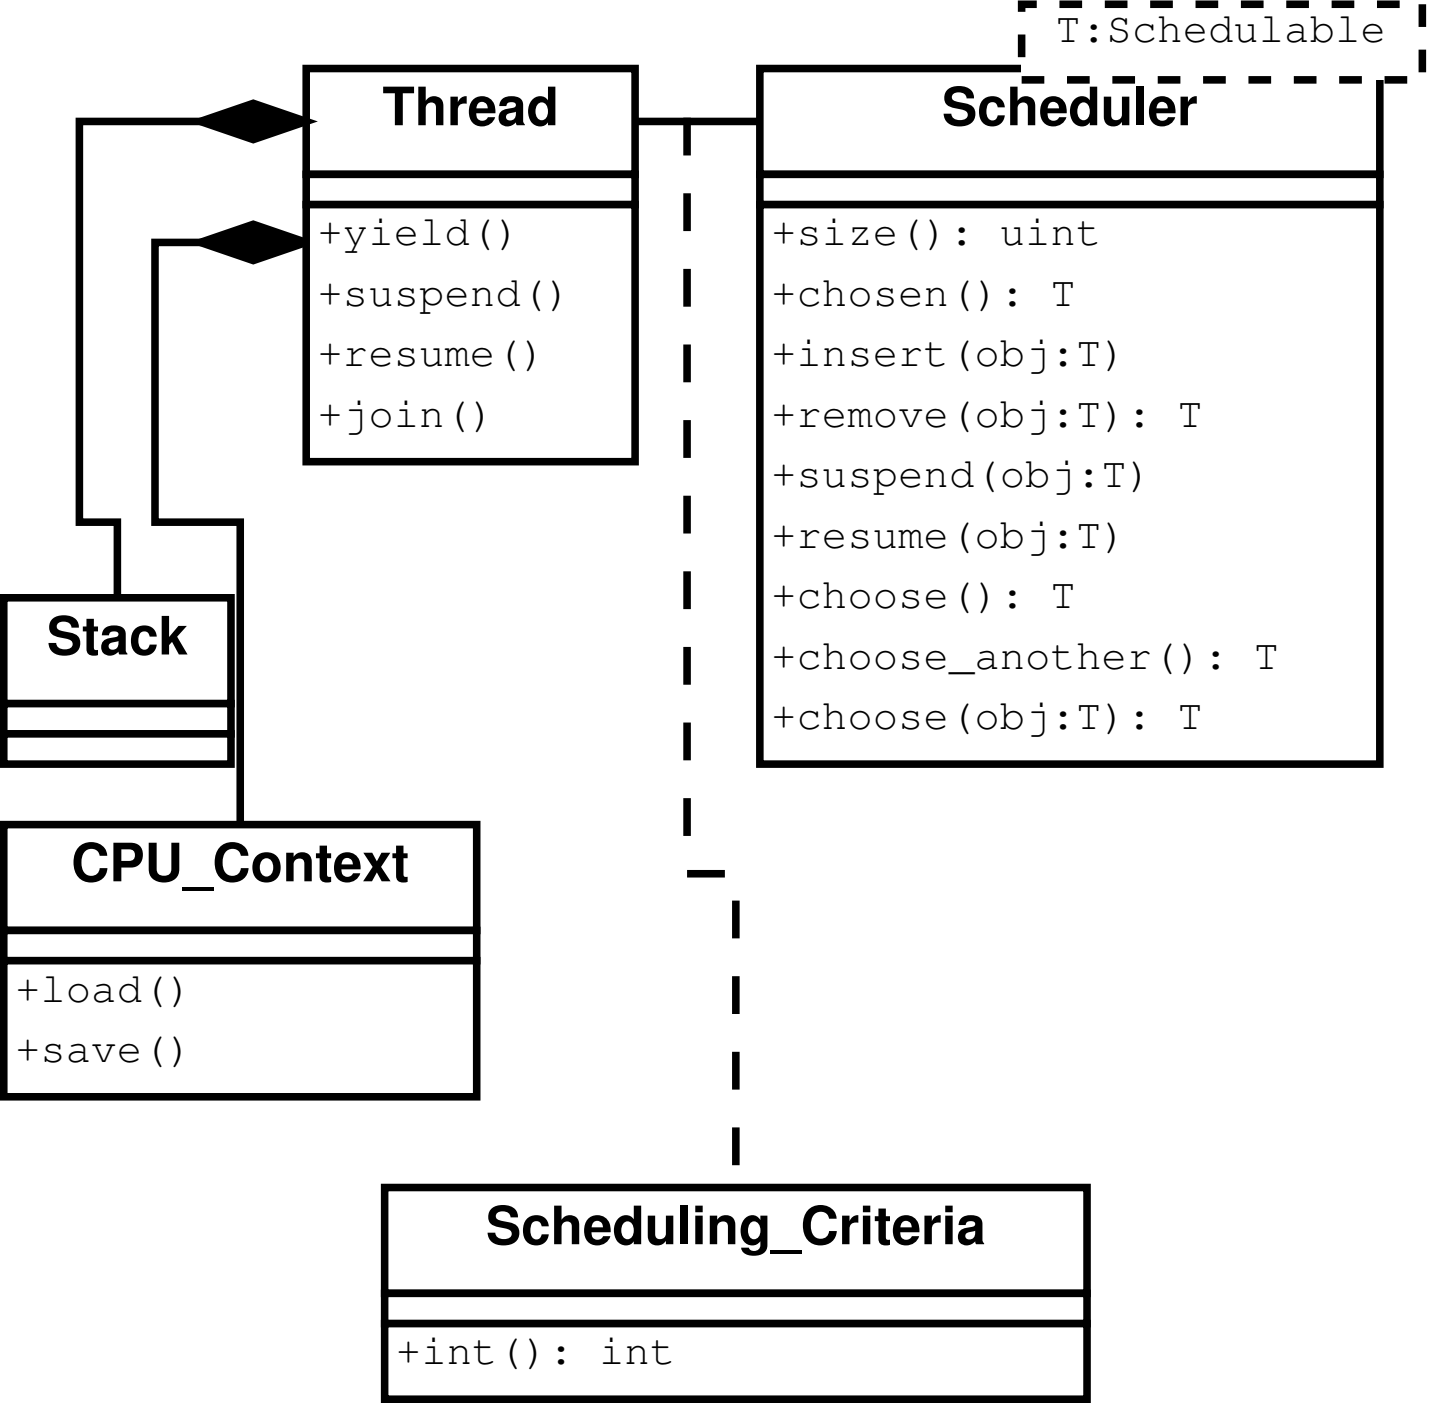 T:Schedulable
Thread
+yield()
+suspend()
+resume()
+join()
Scheduler
+size(): uint
+chosen(): T
+insert(obj:T)
+remove(obj:T): T
+suspend(obj:T)
+resume(obj:T)
+choose(): T
+choose_another(): T
+choose(obj:T): T
Stack
CPU_Context
+load()
+save()
Scheduling_Criteria
+int(): int